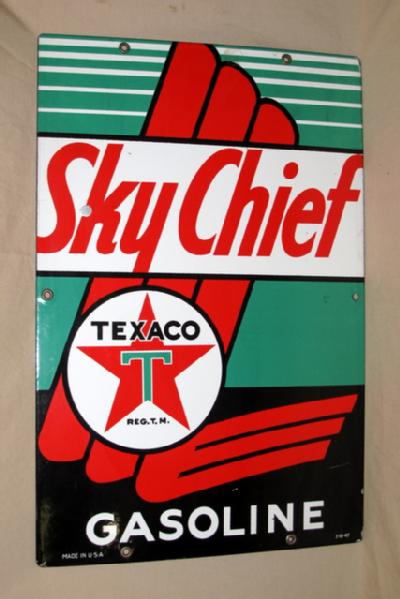 Sky Chief
TEXACO
T
REG. T. M.
GASOLINE
MADE IN U.S.A